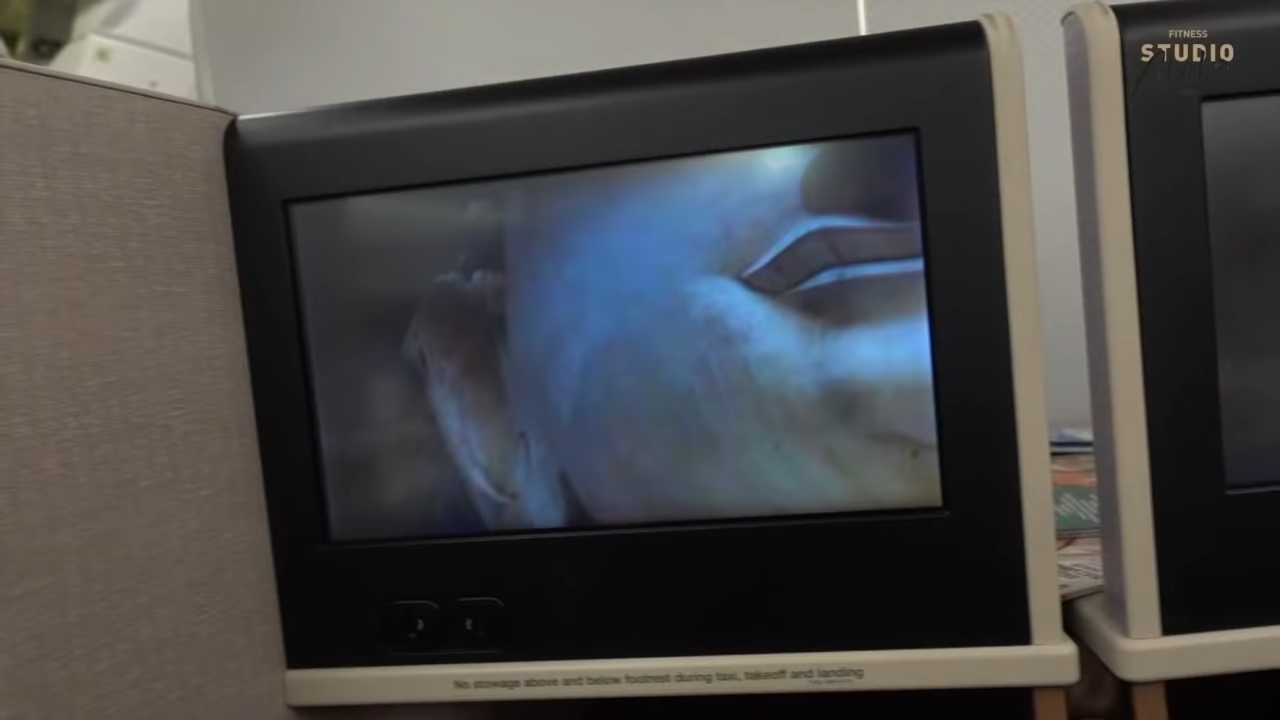 FITNESS
STUDIO
No stowage above and below footrest during taxi, takeoff and landing